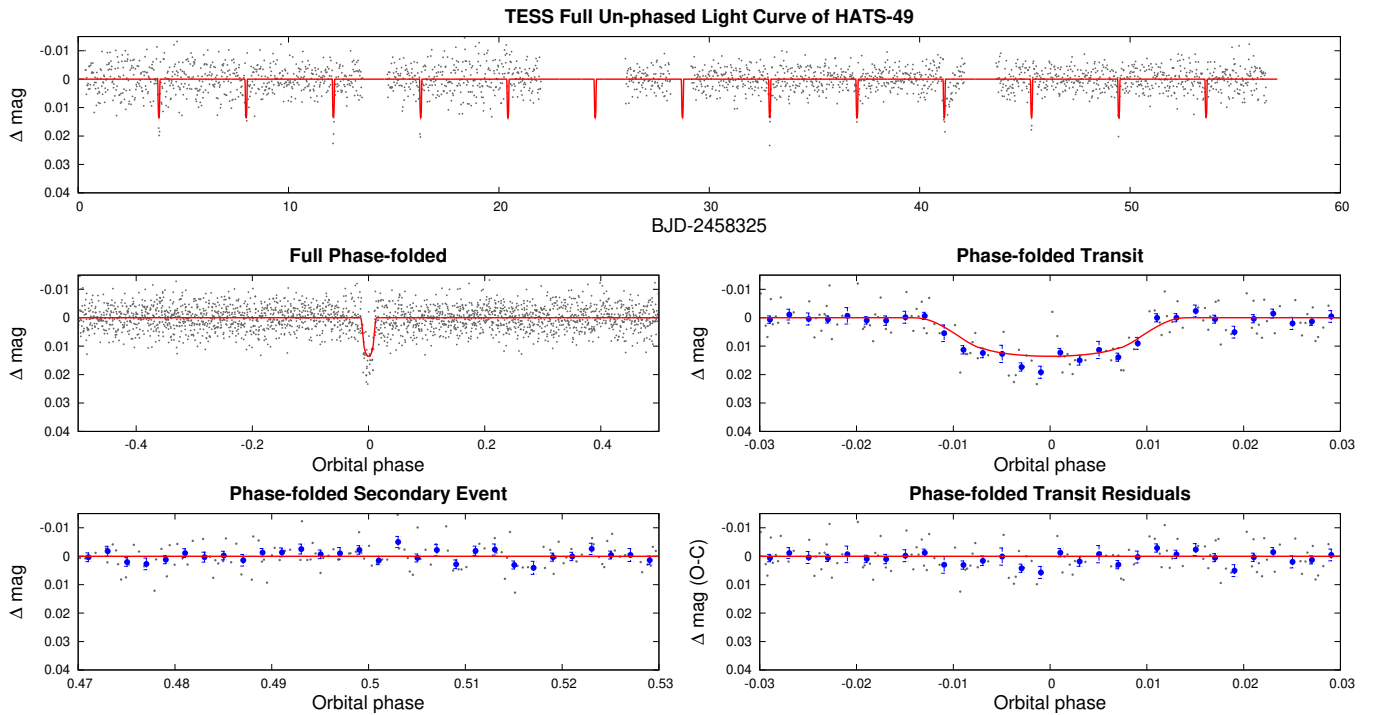 TESS Full Un-phased Light Curve of HATS-49
-0.01
0
0.01
0.02
0.03
0.04
Δ mag
0 10 20 30 40 50 60
BJD-2458325
Full Phase-folded
-0.01
0
0.01
0.02
0.03
0.04
Δ mag
-0.4 -0.2 0 0.2 0.4
Orbital phase
Phase-folded Transit
-0.01
0
0.01
0.02
0.03
0.04
Δ mag
-0.03 -0.02 -0.01 0 0.01 0.02 0.03
Orbital phase
Phase-folded Secondary Event
-0.01
0
0.01
0.02
0.03
0.04
Δ mag
0.47 0.48 0.49 0.5 0.51 0.52 0.53
Orbital phase
Phase-folded Transit Residuals
-0.01
0
0.01
0.02
0.03
0.04
Δ mag (O-C)
-0.03 -0.02 -0.01 0 0.01 0.02 0.03
Orbital phase